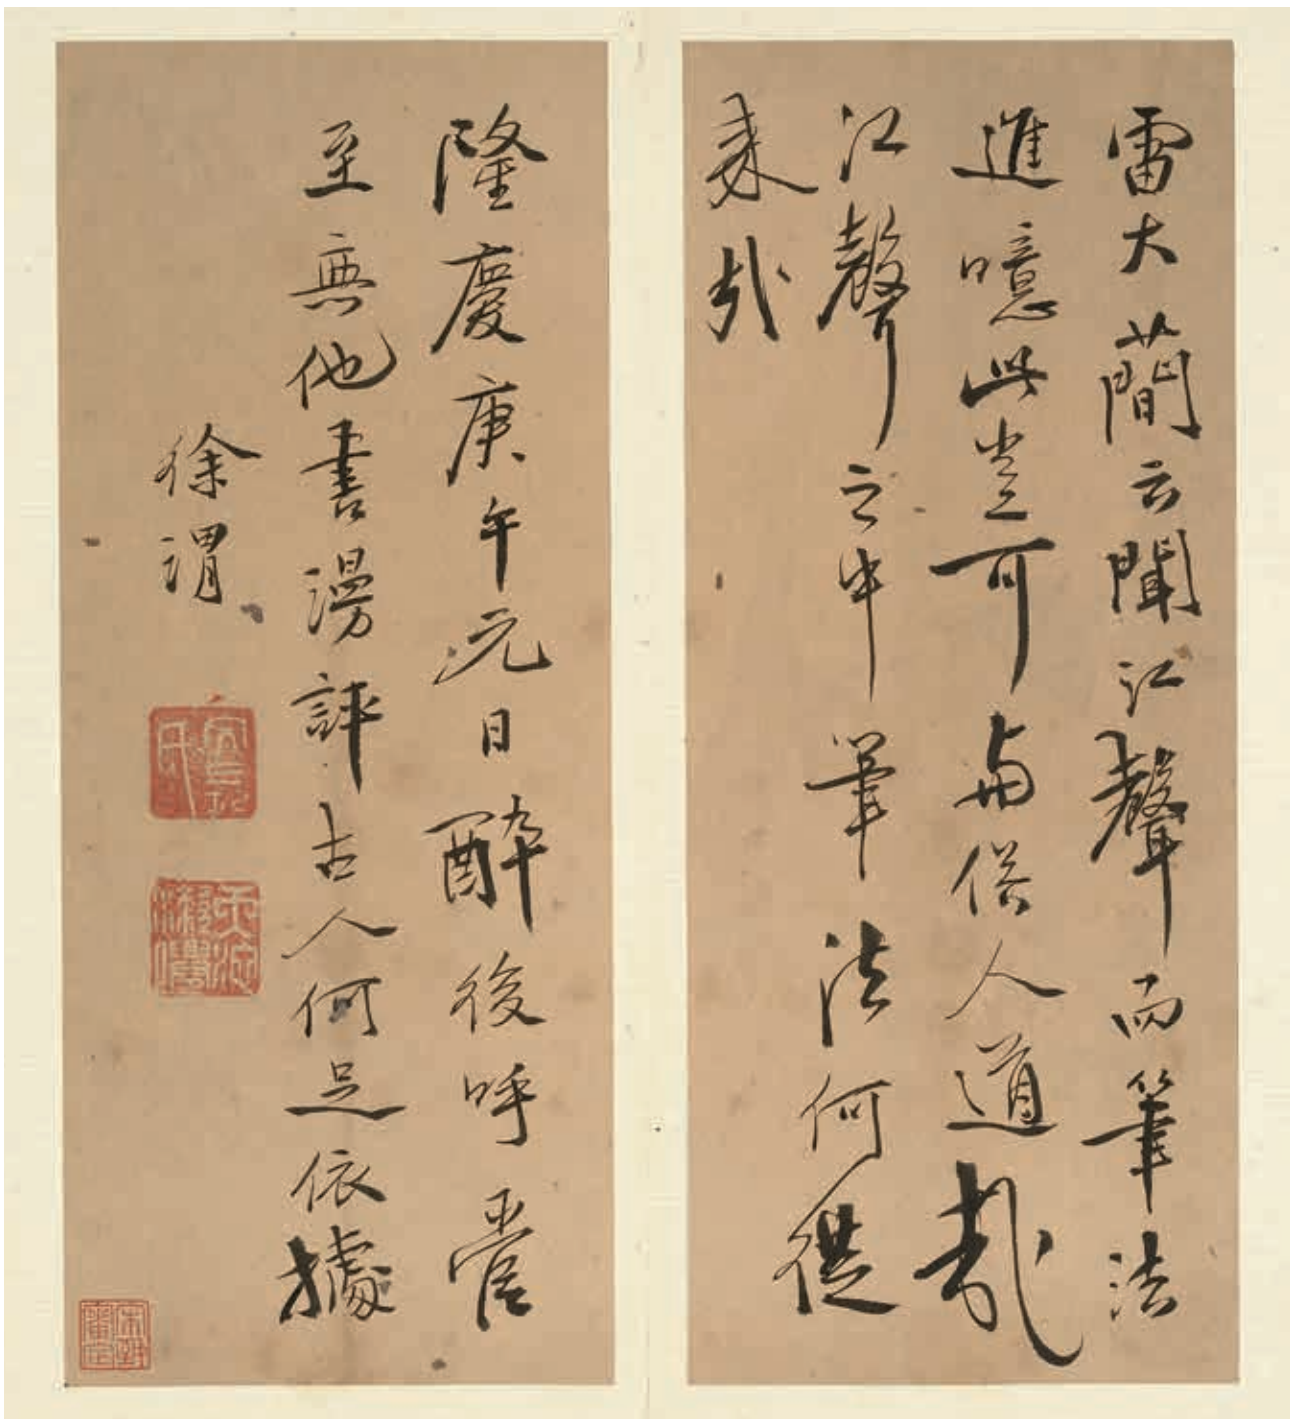 雷大蕳云聞江聲而筆法
進噫此豈可與俗人道哉
江聲之中筆法何從
來哉
隆慶庚午元日醉後呼管
至無他書漫評古人何足依據
徐渭